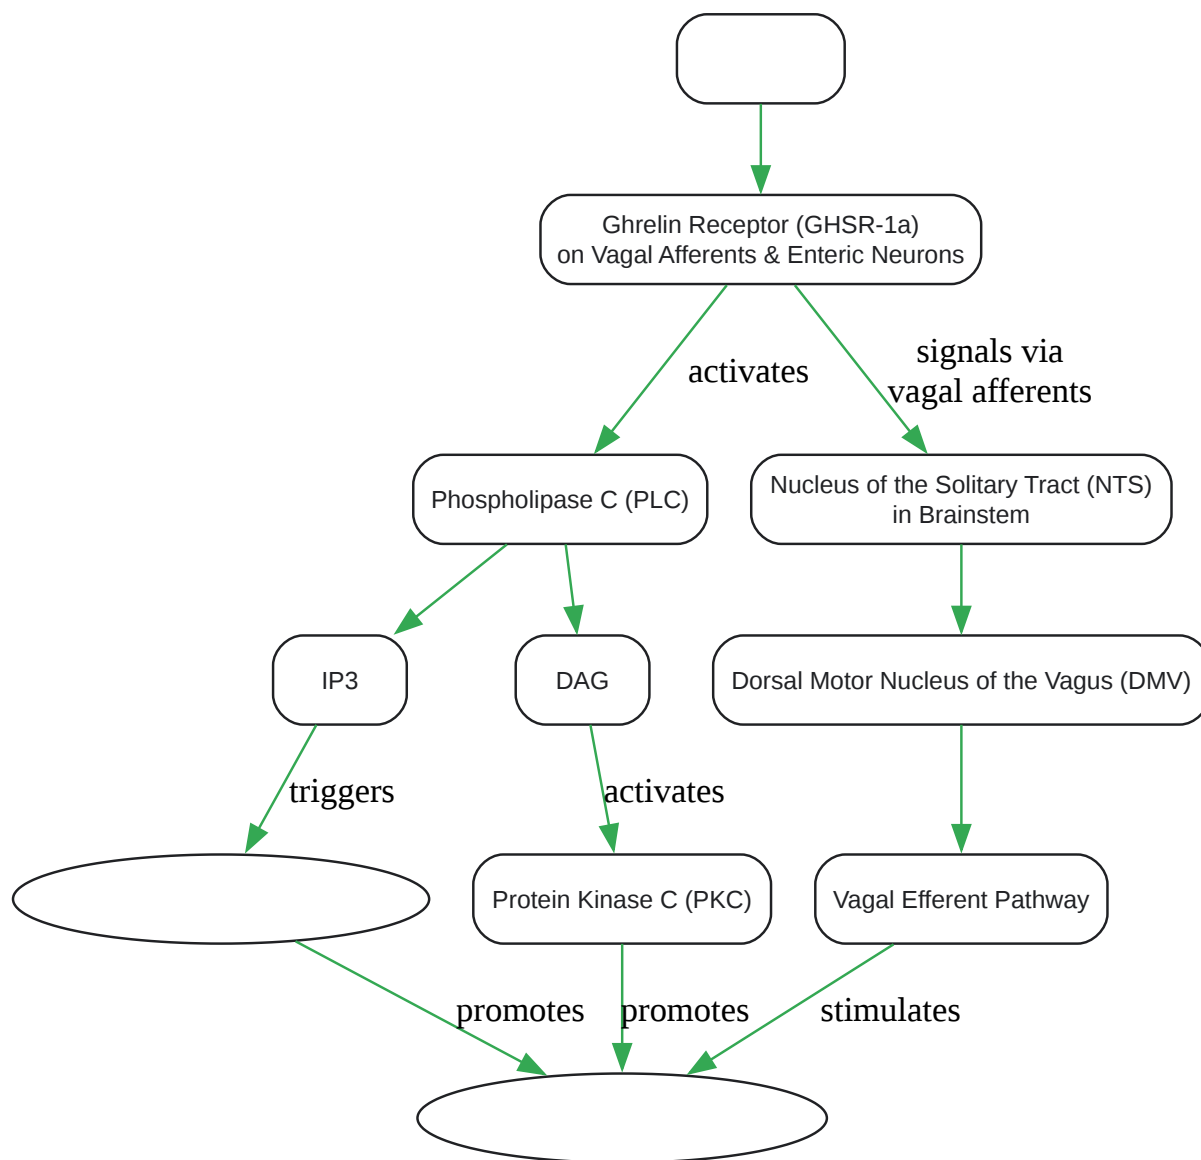 Ghrelin Receptor (GHSR-1a)
on Vagal Afferents & Enteric Neurons
activates
signals via
vagal afferents
Phospholipase C (PLC)
Nucleus of the Solitary Tract (NTS)
in Brainstem
IP3
DAG
Dorsal Motor Nucleus of the Vagus (DMV)
triggers
activates
Protein Kinase C (PKC)
Vagal Efferent Pathway
promotes
promotes
stimulates